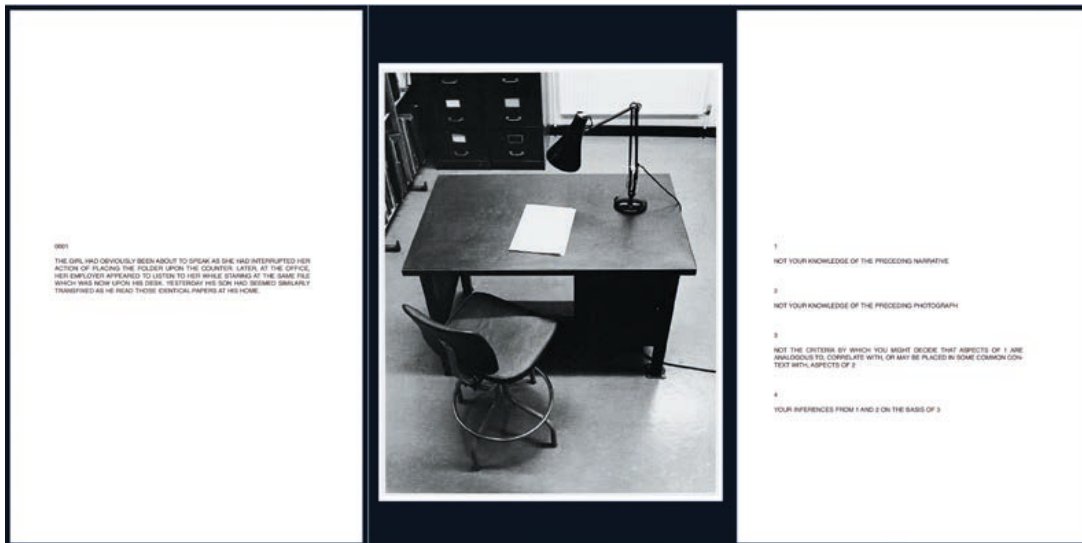 0001
THE GIRL HAD OBVIOUSLY BEEN ABOUT TO SPEAK AS SHE HAD INTERRUPTED HER
ACTION OF PLACING THE FOLDER UPON THE COUNTER. LATER, AT THE OFFICE,
HER EMPLOYER APPEARED TO LISTEN TO HER WHILE STARING AT THE SAME FILE
WHICH WAS NOW UPON HIS DESK. YESTERDAY HIS SON HAD SEEMED SIMILARLY
TRANSFIXED AS HE READ THOSE IDENTICAL PAPERS AT HIS HOME.
1
NOT YOUR KNOWLEDGE OF THE PRECEDING NARRATIVE
2
NOT YOUR KNOWLEDGE OF THE PRECEDING PHOTOGRAPH
3
NOT THE CRITERIA BY WHICH YOU MIGHT DECIDE THAT ASPECTS OF 1 ARE
ANALOGOUS TO, CORRELATE WITH, OR MAY BE PLACED IN SOME COMMON CON-
TEXT WITH, ASPECTS OF 2
4
YOUR INFERENCES FROM 1 AND 2 ON THE BASIS OF 3